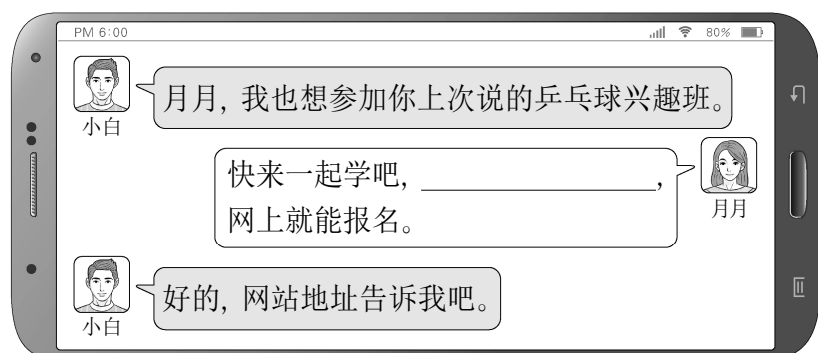 PM 6:00
80%
月月, 我也想参加你上次说的乒乓球兴趣班。
小白
快来一起学吧, ____________________,
网上就能报名。
月月
好的, 网站地址告诉我吧。
小白